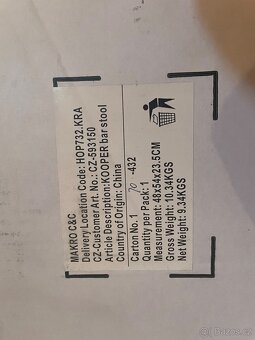 MAKRO C&C
Delivery Location Code: HOP732.KRA
CZ-Customer Art. No.: CZ-593150
Article Description:KOOPER bar stool
Country of Origin: China
Carton No. 1 70 -432
Quantity per Pack: 1
Measurement: 48x54x23.5CM
Gross Weight: 10.34KGS
Net Weight: 9.34KGS